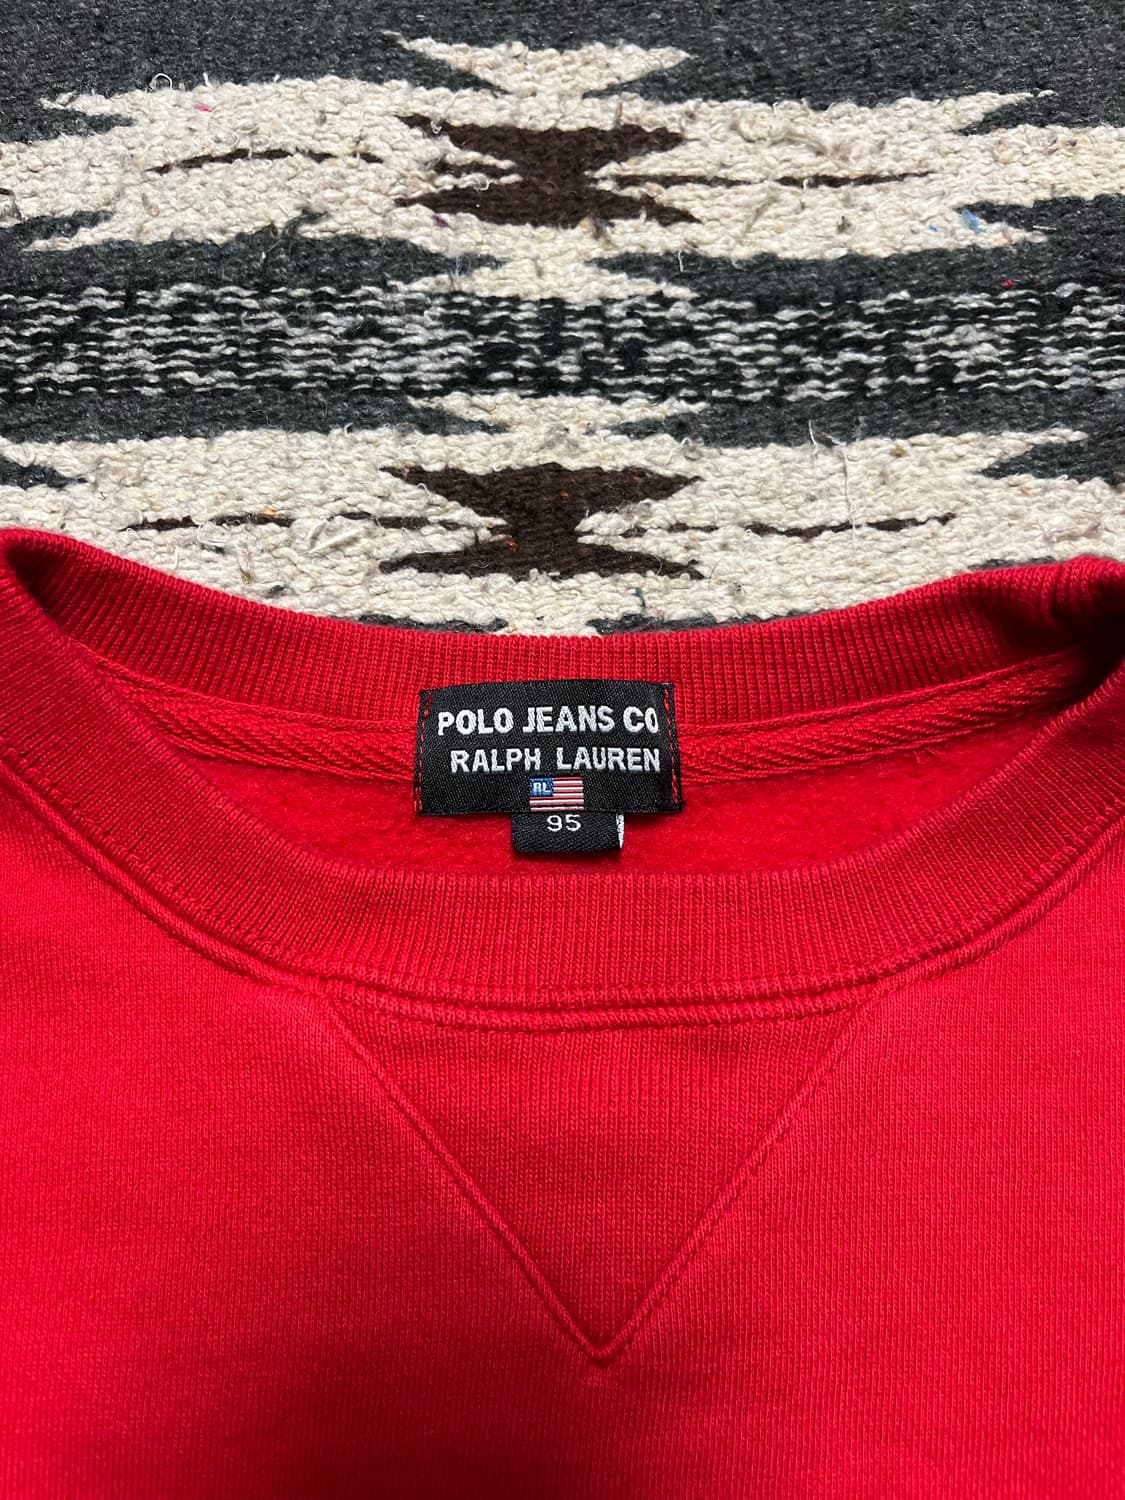 POLO JEANS CO
RALPH LAUREN
RL
95